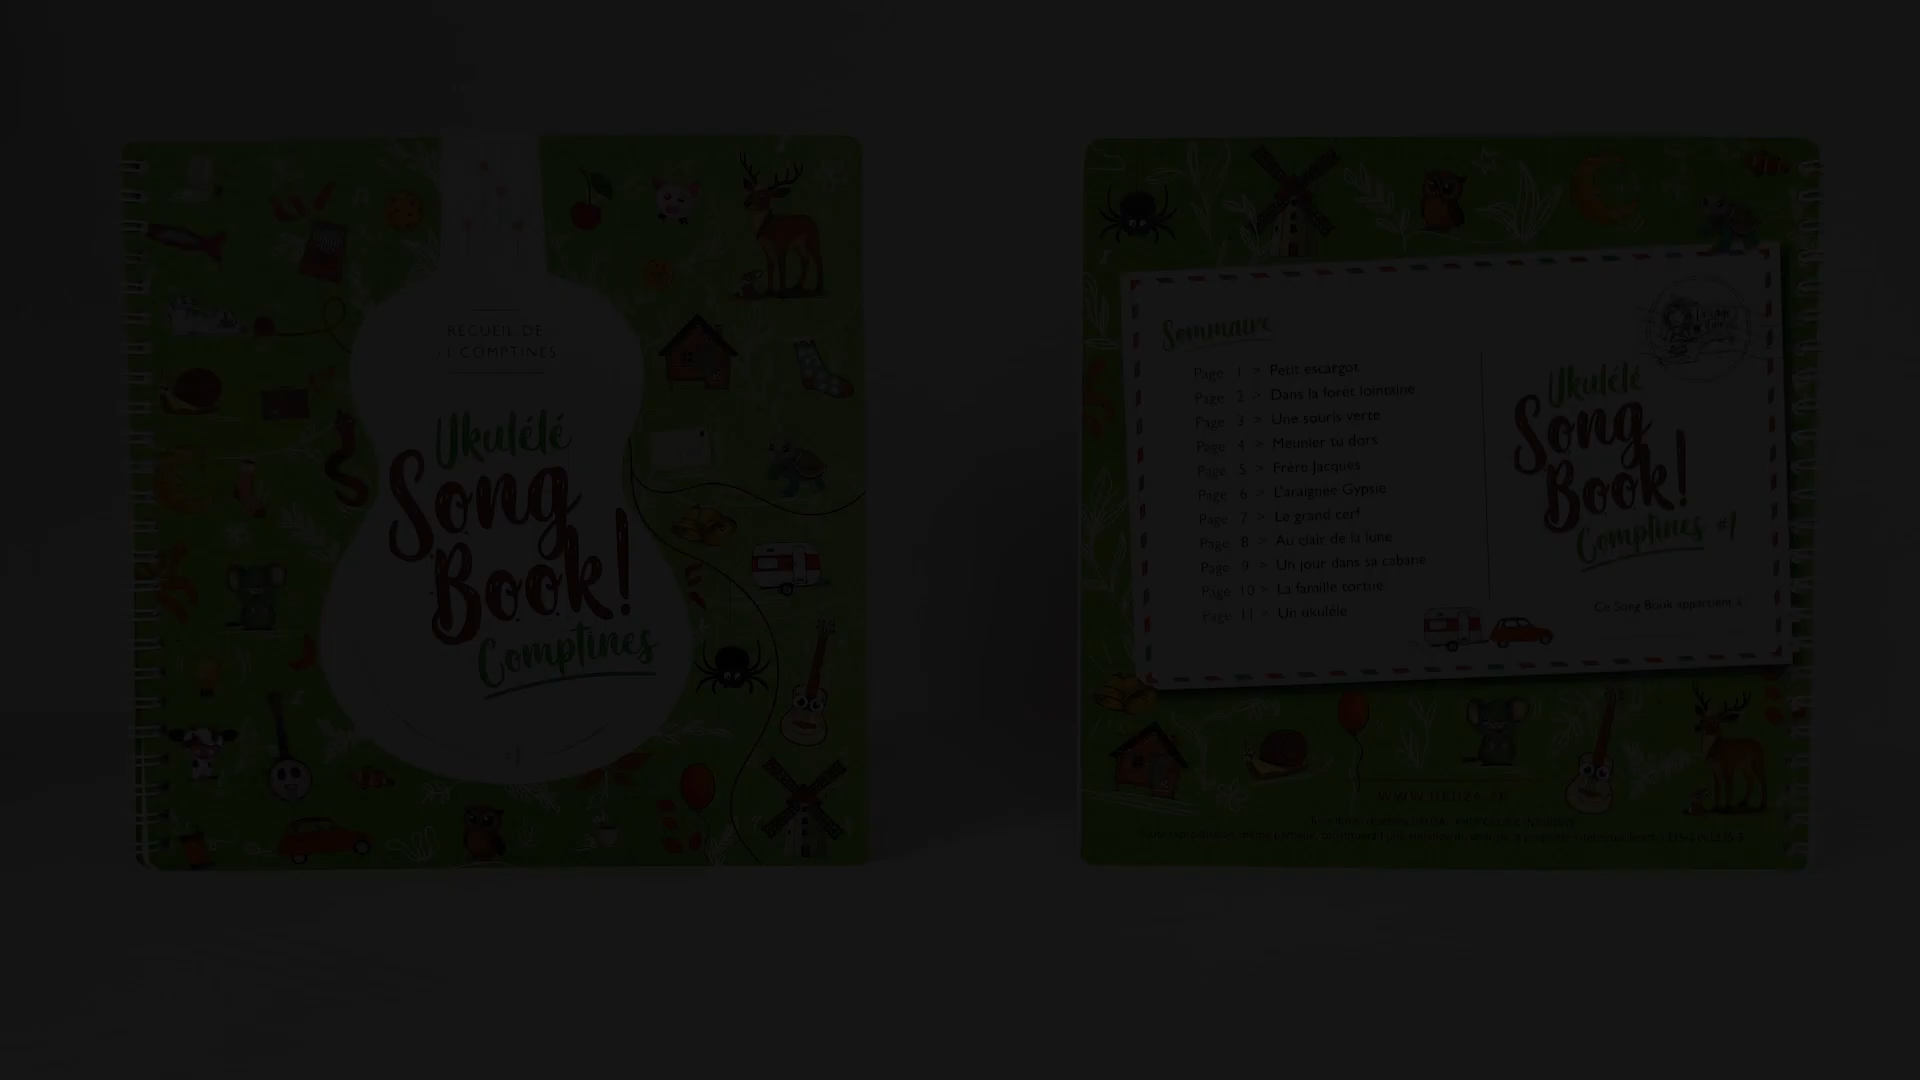 RECUEIL DE
11 COMPTINES
Ukulélé
Song
Book!
Comptines
Sommaire
Page 1 > Petit escargot
Page 2 > Dans la forêt lointaine
Page 3 > Une souris verte
Page 4 > Meunier tu dors
Page 5 > Frère Jacques
Page 6 > L'araignée Gypsie
Page 7 > Le grand cerf
Page 8 > Au clair de la lune
Page 9 > Un jour dans sa cabane
Page 10 > La famille tortue
Page 11 > Un ukulélé
Ukulélé
Song
Book!
Comptines #1
Ce Song Book appartient à